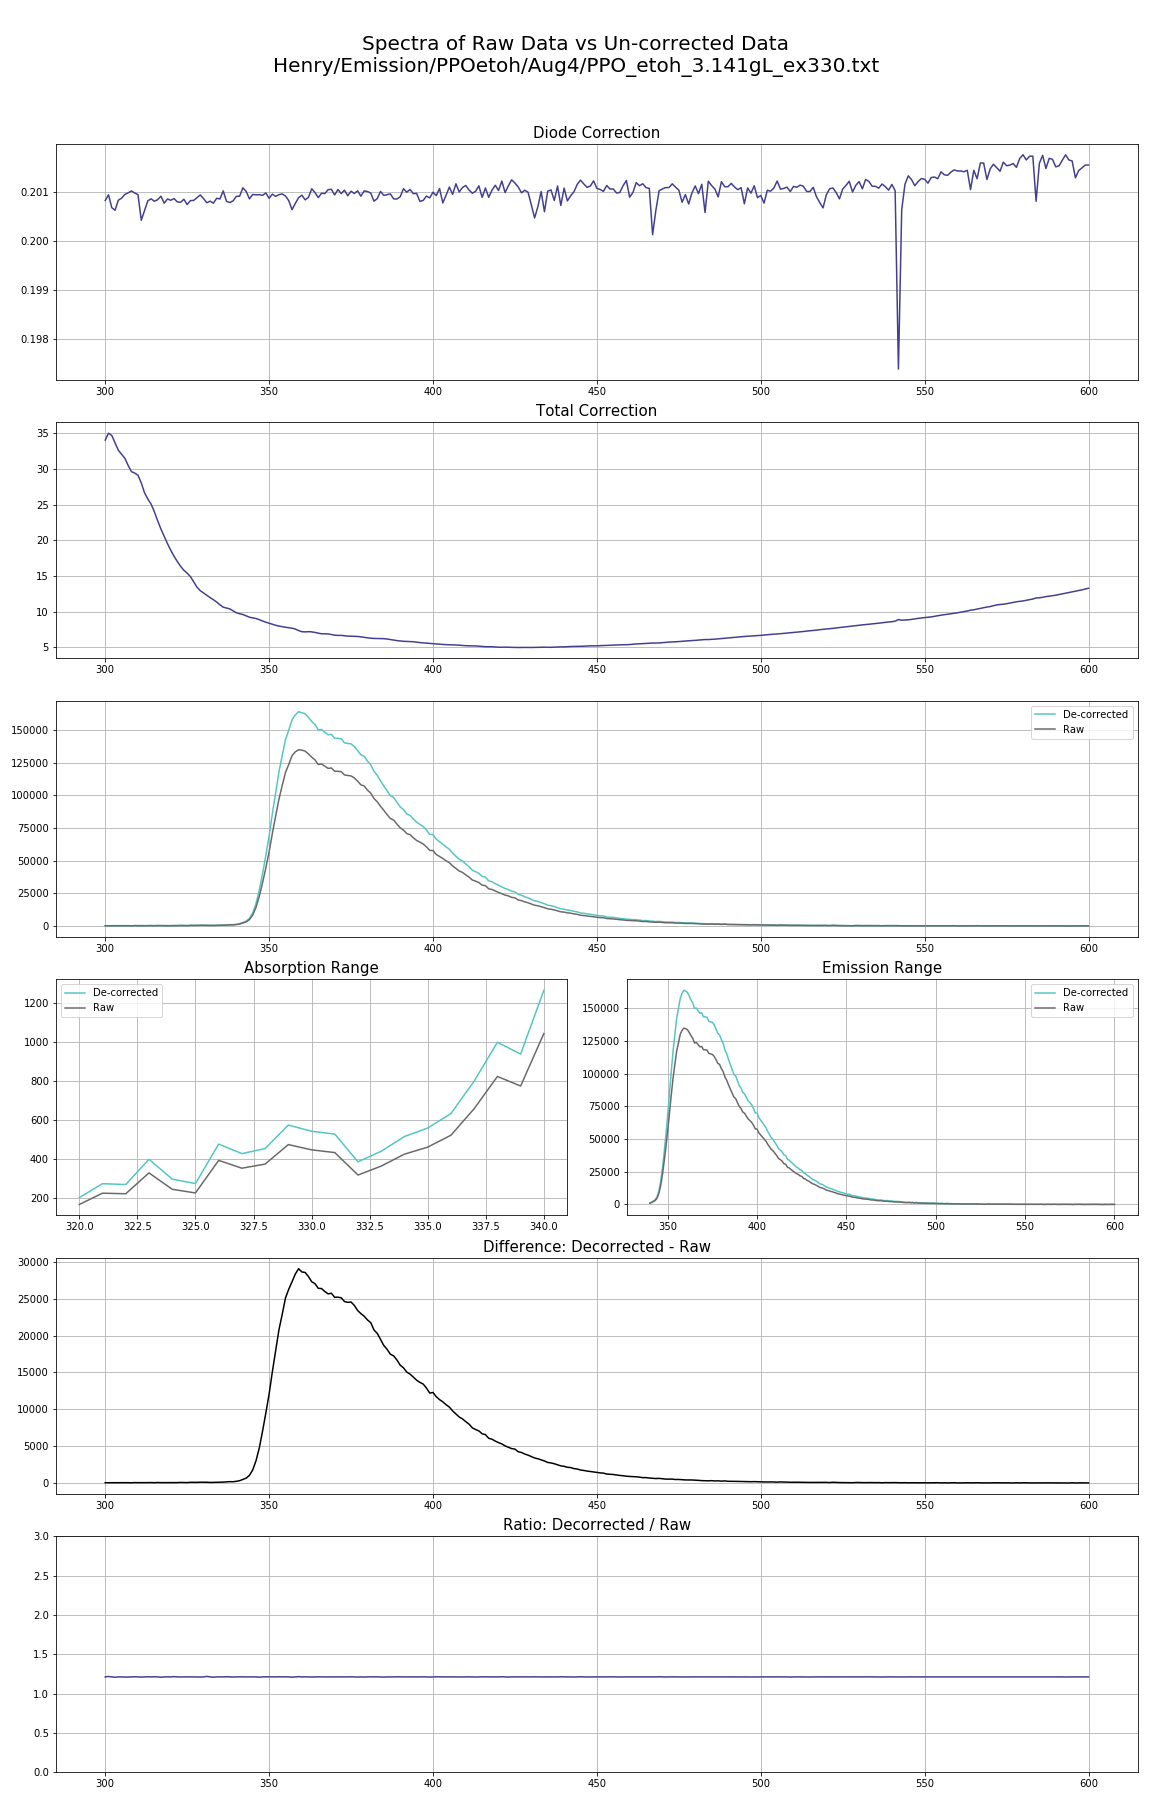 Spectra of Raw Data vs Un-corrected Data
Henry/Emission/PPOetoh/Aug4/PPO_etoh_3.141gL_ex330.txt
Diode Correction
0.201
0.200
0.199
0.198
300 350 400 450 500 550 600
Total Correction
35
30
25
20
15
10
5
300 350 400 450 500 550 600
De-corrected
Raw
150000
125000
100000
75000
50000
25000
0
300 350 400 450 500 550 600
Absorption Range
De-corrected
Raw
1200
1000
800
600
400
200
320.0 322.5 325.0 327.5 330.0 332.5 335.0 337.5 340.0
Emission Range
De-corrected
Raw
150000
125000
100000
75000
50000
25000
0
350 400 450 500 550 600
Difference: Decorrected - Raw
30000
25000
20000
15000
10000
5000
0
300 350 400 450 500 550 600
Ratio: Decorrected / Raw
3.0
2.5
2.0
1.5
1.0
0.5
0.0
300 350 400 450 500 550 600